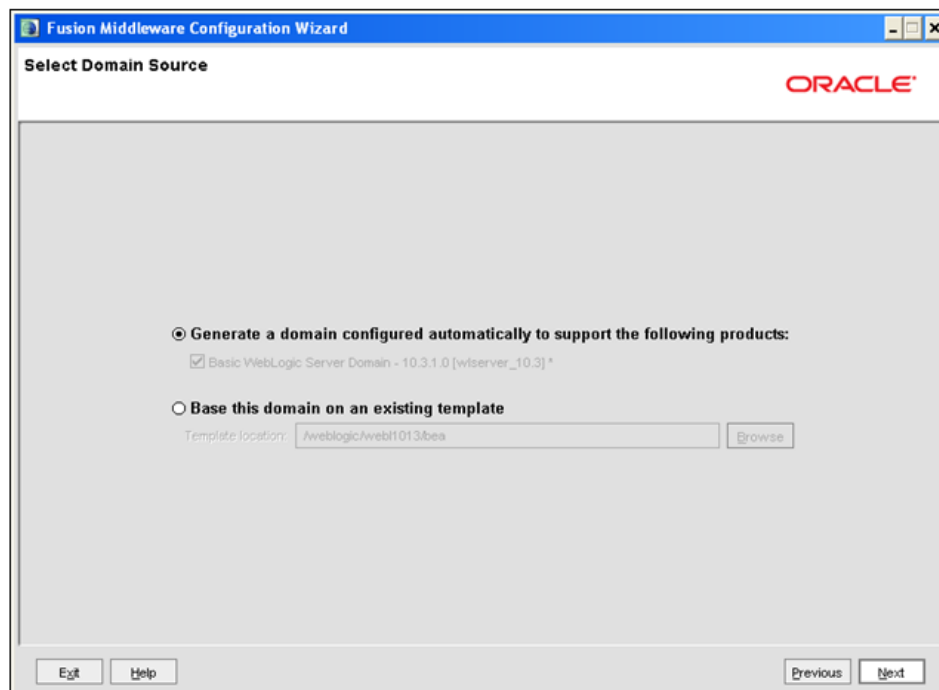 Fusion Middleware Configuration Wizard
Select Domain Source
ORACLE
Generate a domain configured automatically to support the following products:
Basic WebLogic Server Domain - 10.3.1.0 [wlserver_10.3] *
Base this domain on an existing template
Template location: /weblogic/webl1013/bea Browse
Exit Help Previous Next